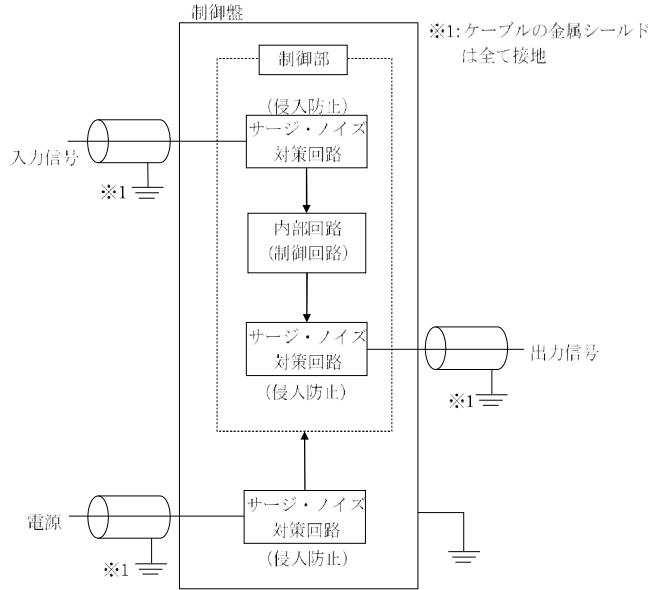 制御盤
※1:ケーブルの金属シールド
は全て接地
制御部
(侵入防止)
サージ・ノイズ
対策回路
入力信号
※1
内部回路
(制御回路)
サージ・ノイズ
対策回路
(侵入防止)
出力信号
※1
サージ・ノイズ
対策回路
(侵入防止)
電源
※1